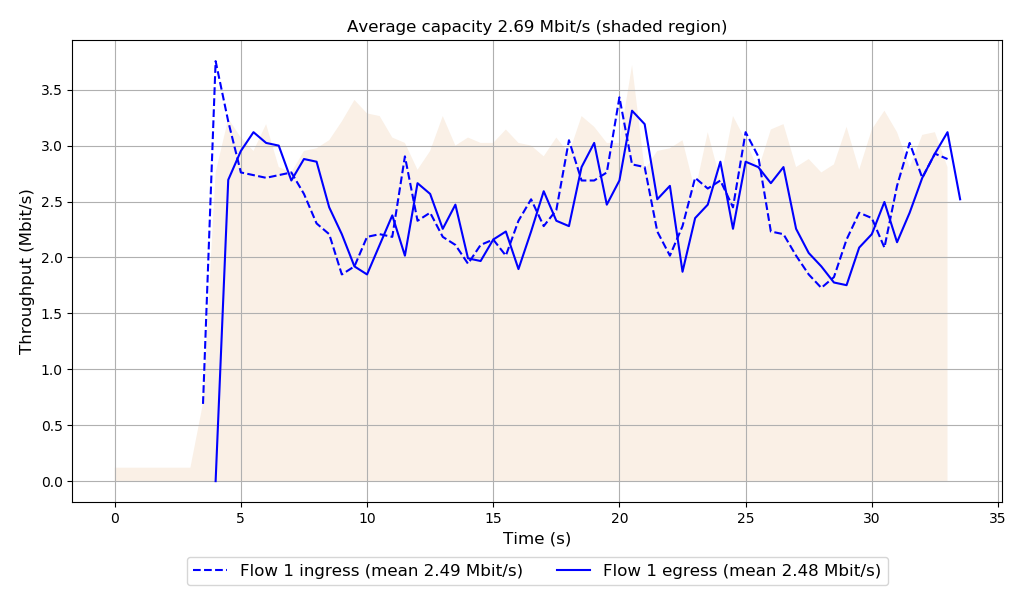 Average capacity 2.69 Mbit/s (shaded region)
Throughput (Mbit/s)
3.5
3.0
2.5
2.0
1.5
1.0
0.5
0.0
0 5 10 15 20 25 30 35
Time (s)
Flow 1 ingress (mean 2.49 Mbit/s) Flow 1 egress (mean 2.48 Mbit/s)